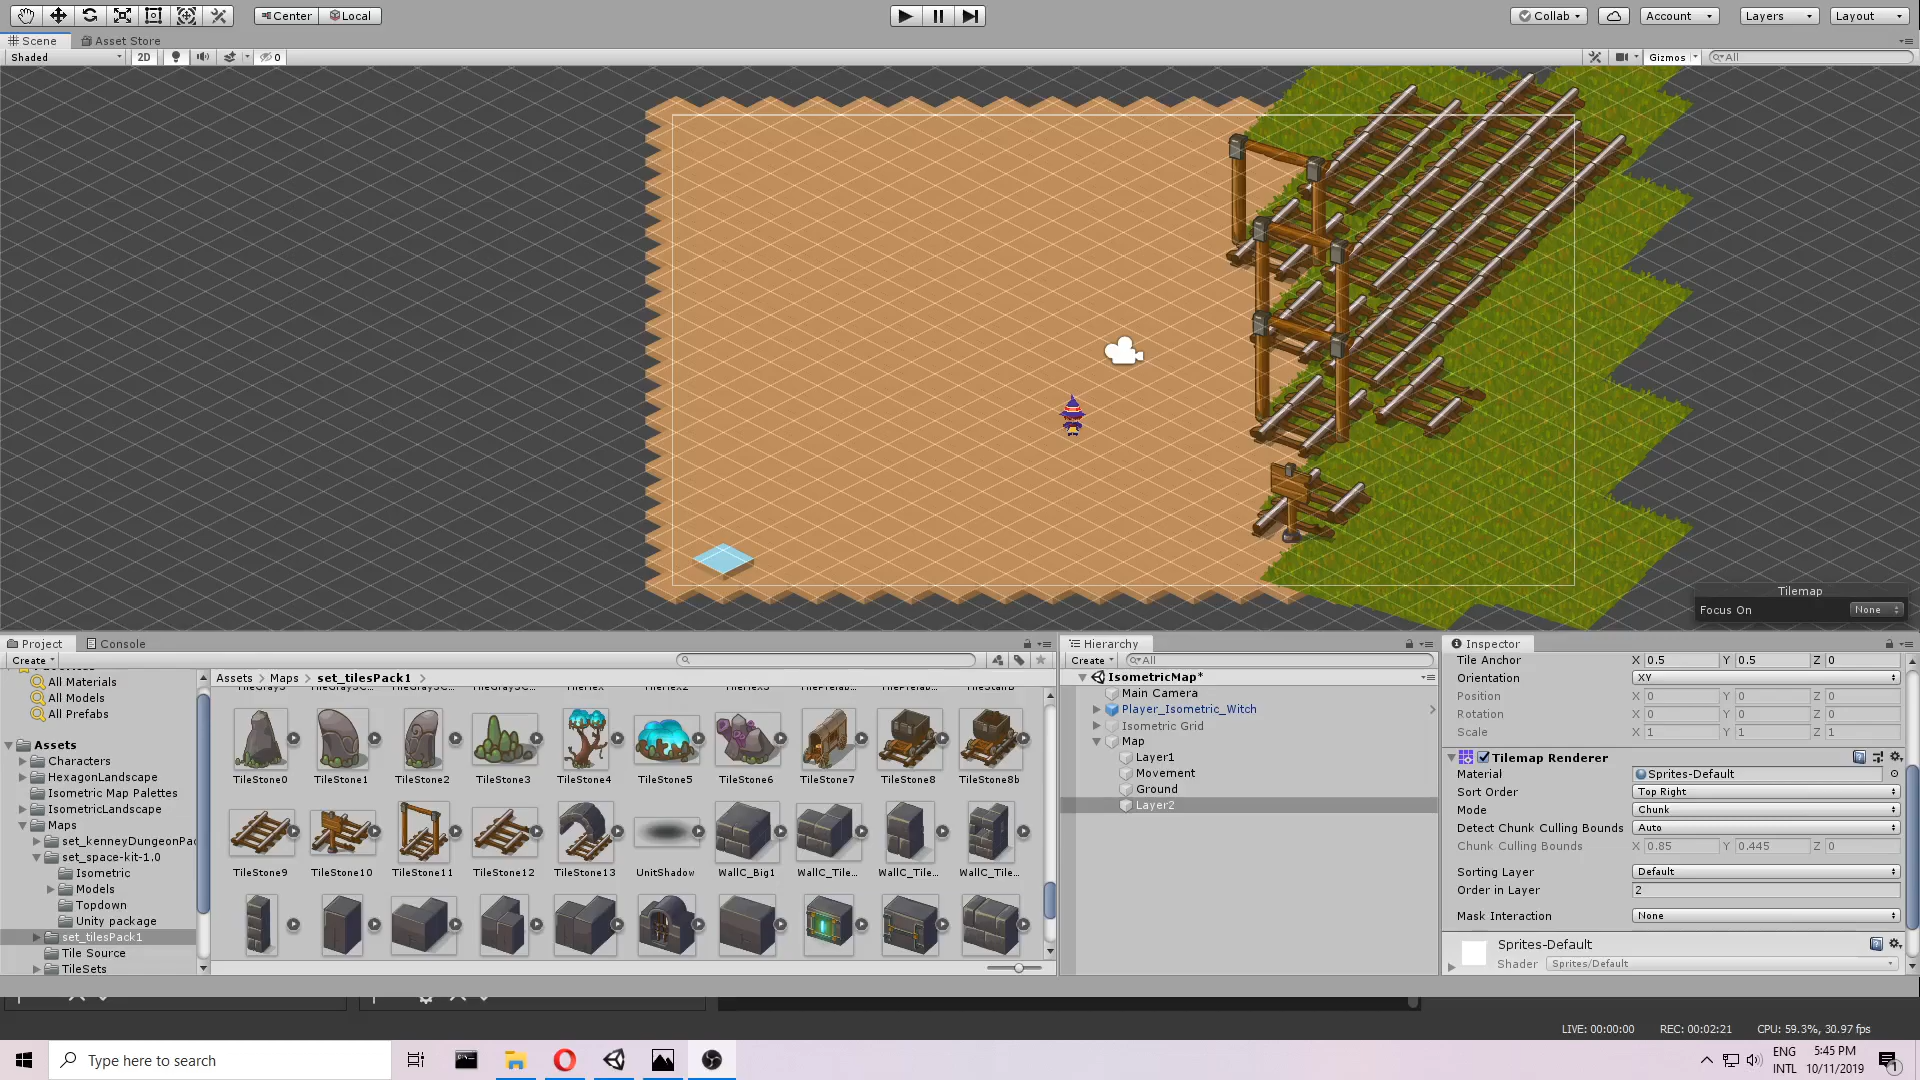 Center Local
Collab Account Layers Layout
Scene Asset Store
Shaded 2D 0 Gizmos All
Tilemap
Focus On None
Project Console
Create
All Materials
All Models
All Prefabs
Assets
Characters
HexagonLandscape
Isometric Map Palettes
IsometricLandscape
Maps
set_kenneyDungeonPac
set_space-kit-1.0
Isometric
Models
Topdown
Unity package
set_tilesPack1
Tile Source
TileSets
Assets > Maps > set_tilesPack1 >
TileStone0 TileStone1 TileStone2 TileStone3 TileStone4 TileStone5 TileStone6 TileStone7 TileStone8 TileStone8b
TileStone9 TileStone10 TileStone11 TileStone12 TileStone13 UnitShadow WallC_Big1 WallC_Tile... WallC_Tile... WallC_Tile...
Hierarchy
Create All
IsometricMap*
Main Camera
Player_Isometric_Witch
Isometric Grid
Map
Layer1
Movement
Ground
Layer2
Inspector
Tile Anchor X 0.5 Y 0.5 Z 0
Orientation XY
Position X 0 Y 0 Z 0
Rotation X 0 Y 0 Z 0
Scale X 1 Y 1 Z 1
Tilemap Renderer
Material Sprites-Default
Sort Order Top Right
Mode Chunk
Detect Chunk Culling Bounds Auto
Chunk Culling Bounds X 0.85 Y 0.445 Z 0
Sorting Layer Default
Order in Layer 2
Mask Interaction None
Sprites-Default
Shader Sprites/Default
LIVE: 00:00:00 REC: 00:02:21 CPU: 59.3%, 30.97 fps
Type here to search
ENG 5:45 PM
INTL 10/11/2019
1